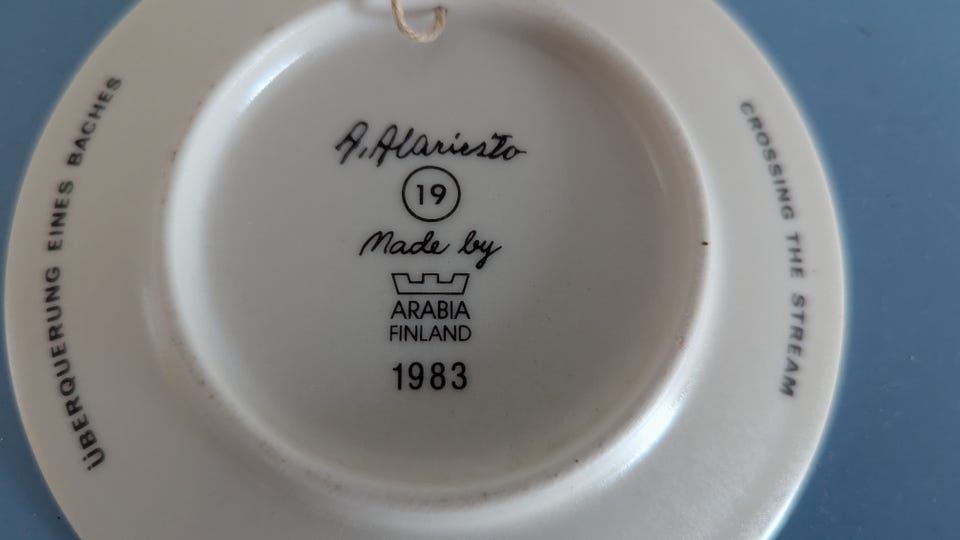 ÜBERQUERUNG EINES BACHES
A. Alariesto
19
Made by
ARABIA
FINLAND
1983
CROSSING THE STREAM